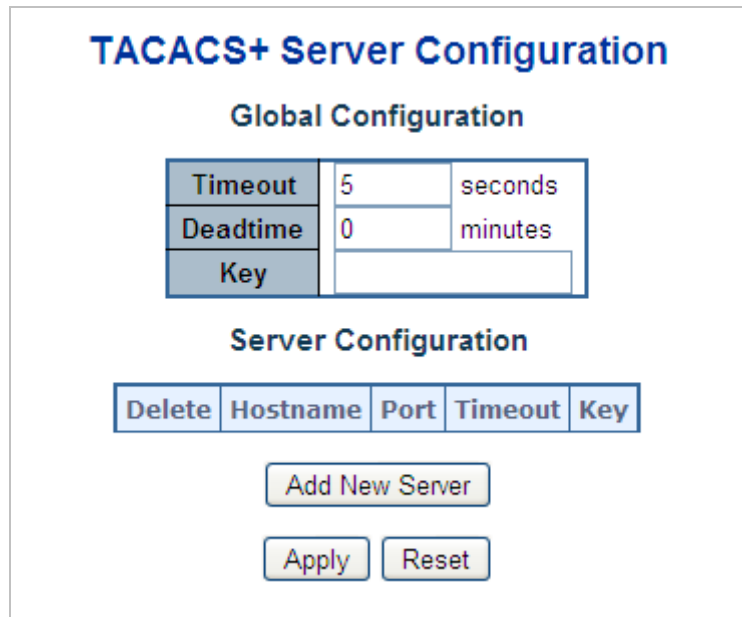 TACACS+ Server Configuration
Global Configuration
Timeout 5 seconds
Deadtime 0 minutes
Key
Server Configuration
Delete Hostname Port Timeout Key
Add New Server
Apply Reset